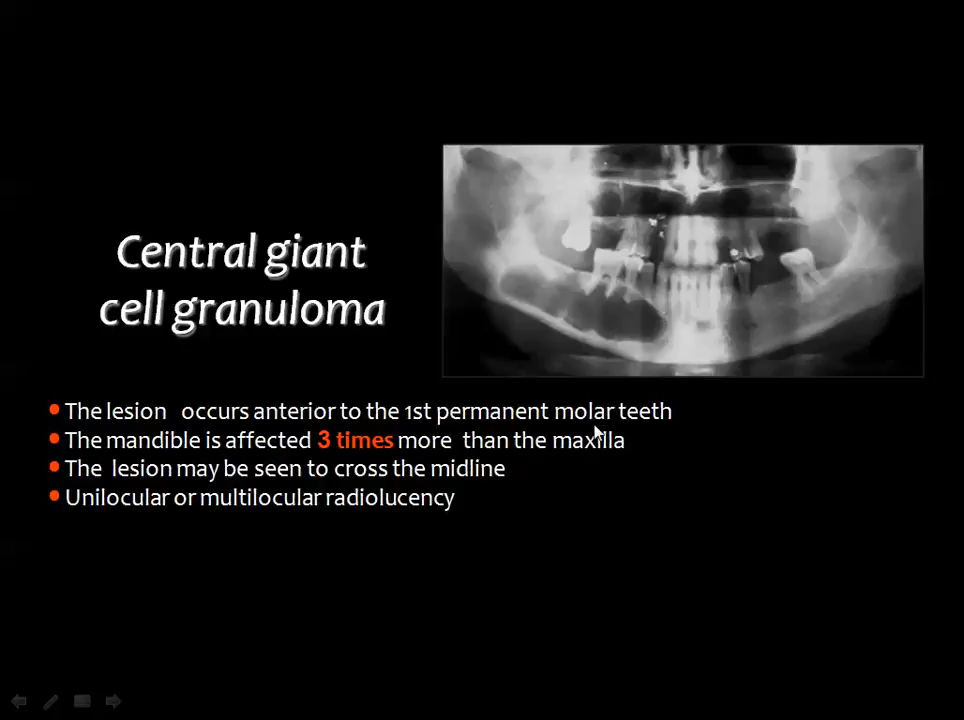 Central giant
cell granuloma
• The lesion occurs anterior to the 1st permanent molar teeth
• The mandible is affected 3 times more than the maxilla
• The lesion may be seen to cross the midline
• Unilocular or multilocular radiolucency